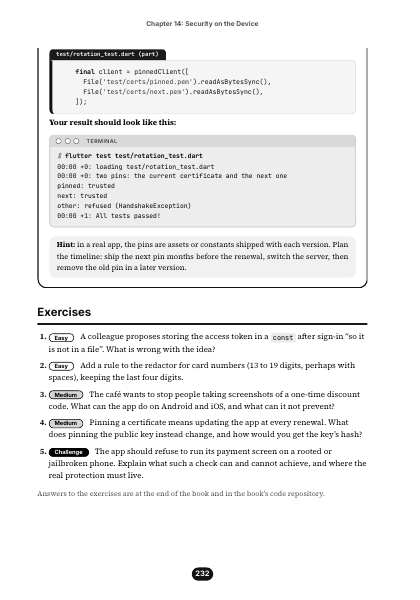 Chapter 14: Security on the Device
test/rotation_test.dart (part)
final client = pinnedClient([
File('test/certs/pinned.pem').readAsBytesSync(),
File('test/certs/next.pem').readAsBytesSync(),
]);
Your result should look like this:
TERMINAL
$ flutter test test/rotation_test.dart
00:00 +0: loading test/rotation_test.dart
00:00 +0: two pins: the current certificate and the next one
pinned: trusted
next: trusted
other: refused (HandshakeException)
00:00 +1: All tests passed!
Hint: in a real app, the pins are assets or constants shipped with each version. Plan
the timeline: ship the next pin months before the renewal, switch the server, then
remove the old pin in a later version.
Exercises
1. Easy A colleague proposes storing the access token in a const after sign-in “so it
is not in a file”. What is wrong with the idea?
2. Easy Add a rule to the redactor for card numbers (13 to 19 digits, perhaps with
spaces), keeping the last four digits.
3. Medium The café wants to stop people taking screenshots of a one-time discount
code. What can the app do on Android and iOS, and what can it not prevent?
4. Medium Pinning a certificate means updating the app at every renewal. What
does pinning the public key instead change, and how would you get the key’s hash?
5. Challenge The app should refuse to run its payment screen on a rooted or
jailbroken phone. Explain what such a check can and cannot achieve, and where the
real protection must live.
Answers to the exercises are at the end of the book and in the book’s code repository.
232